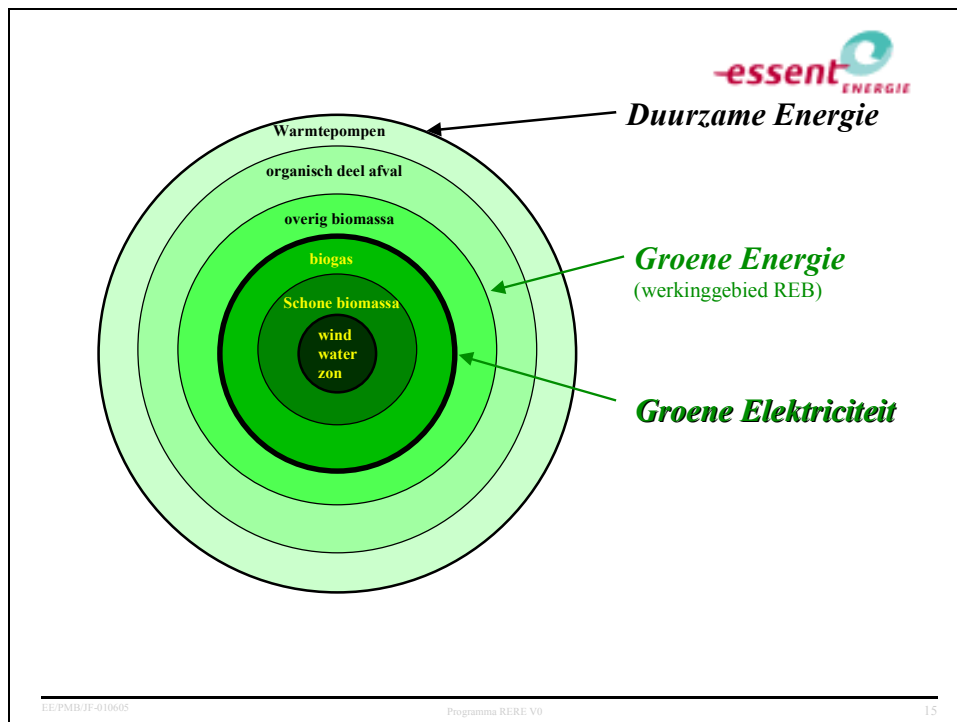 essent
ENERGIE
Duurzame Energie
Warmtepompen
organisch deel afval
overig biomassa
biogas
Groene Energie
(werkinggebied REB)
Schone biomassa
wind
water
zon
Groene Elektriciteit
EE/PMB/JF-010605
Programma RERE V0
15